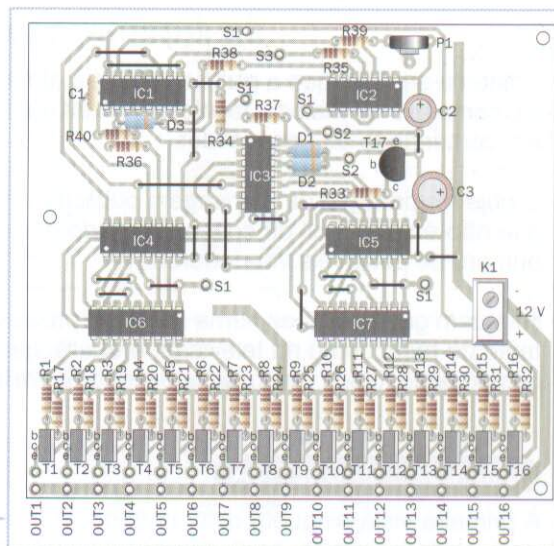 S1 R39
R38 S3 P1
R35
C1 IC1 S1 IC2
S1 C2
R37
D3
R40 R34 D1 S2 T17 e
R36 b
IC3 S2
D2 c
R33 C3
IC4 IC5
K1
S1 S1 -
IC6 IC7 12 V
+
R1 R17 R2 R18 R3 R19 R4 R20 R5 R21 R6 R22 R7 R23 R8 R24 R9 R25 R10 R26 R11 R27 R12 R28 R13 R29 R14 R30 R15 R31 R16 R32
T1 T2 T3 T4 T5 T6 T7 T8 T9 T10 T11 T12 T13 T14 T15 T16
OUT1 OUT2 OUT3 OUT4 OUT5 OUT6 OUT7 OUT8 OUT9 OUT10 OUT11 OUT12 OUT13 OUT14 OUT15 OUT16